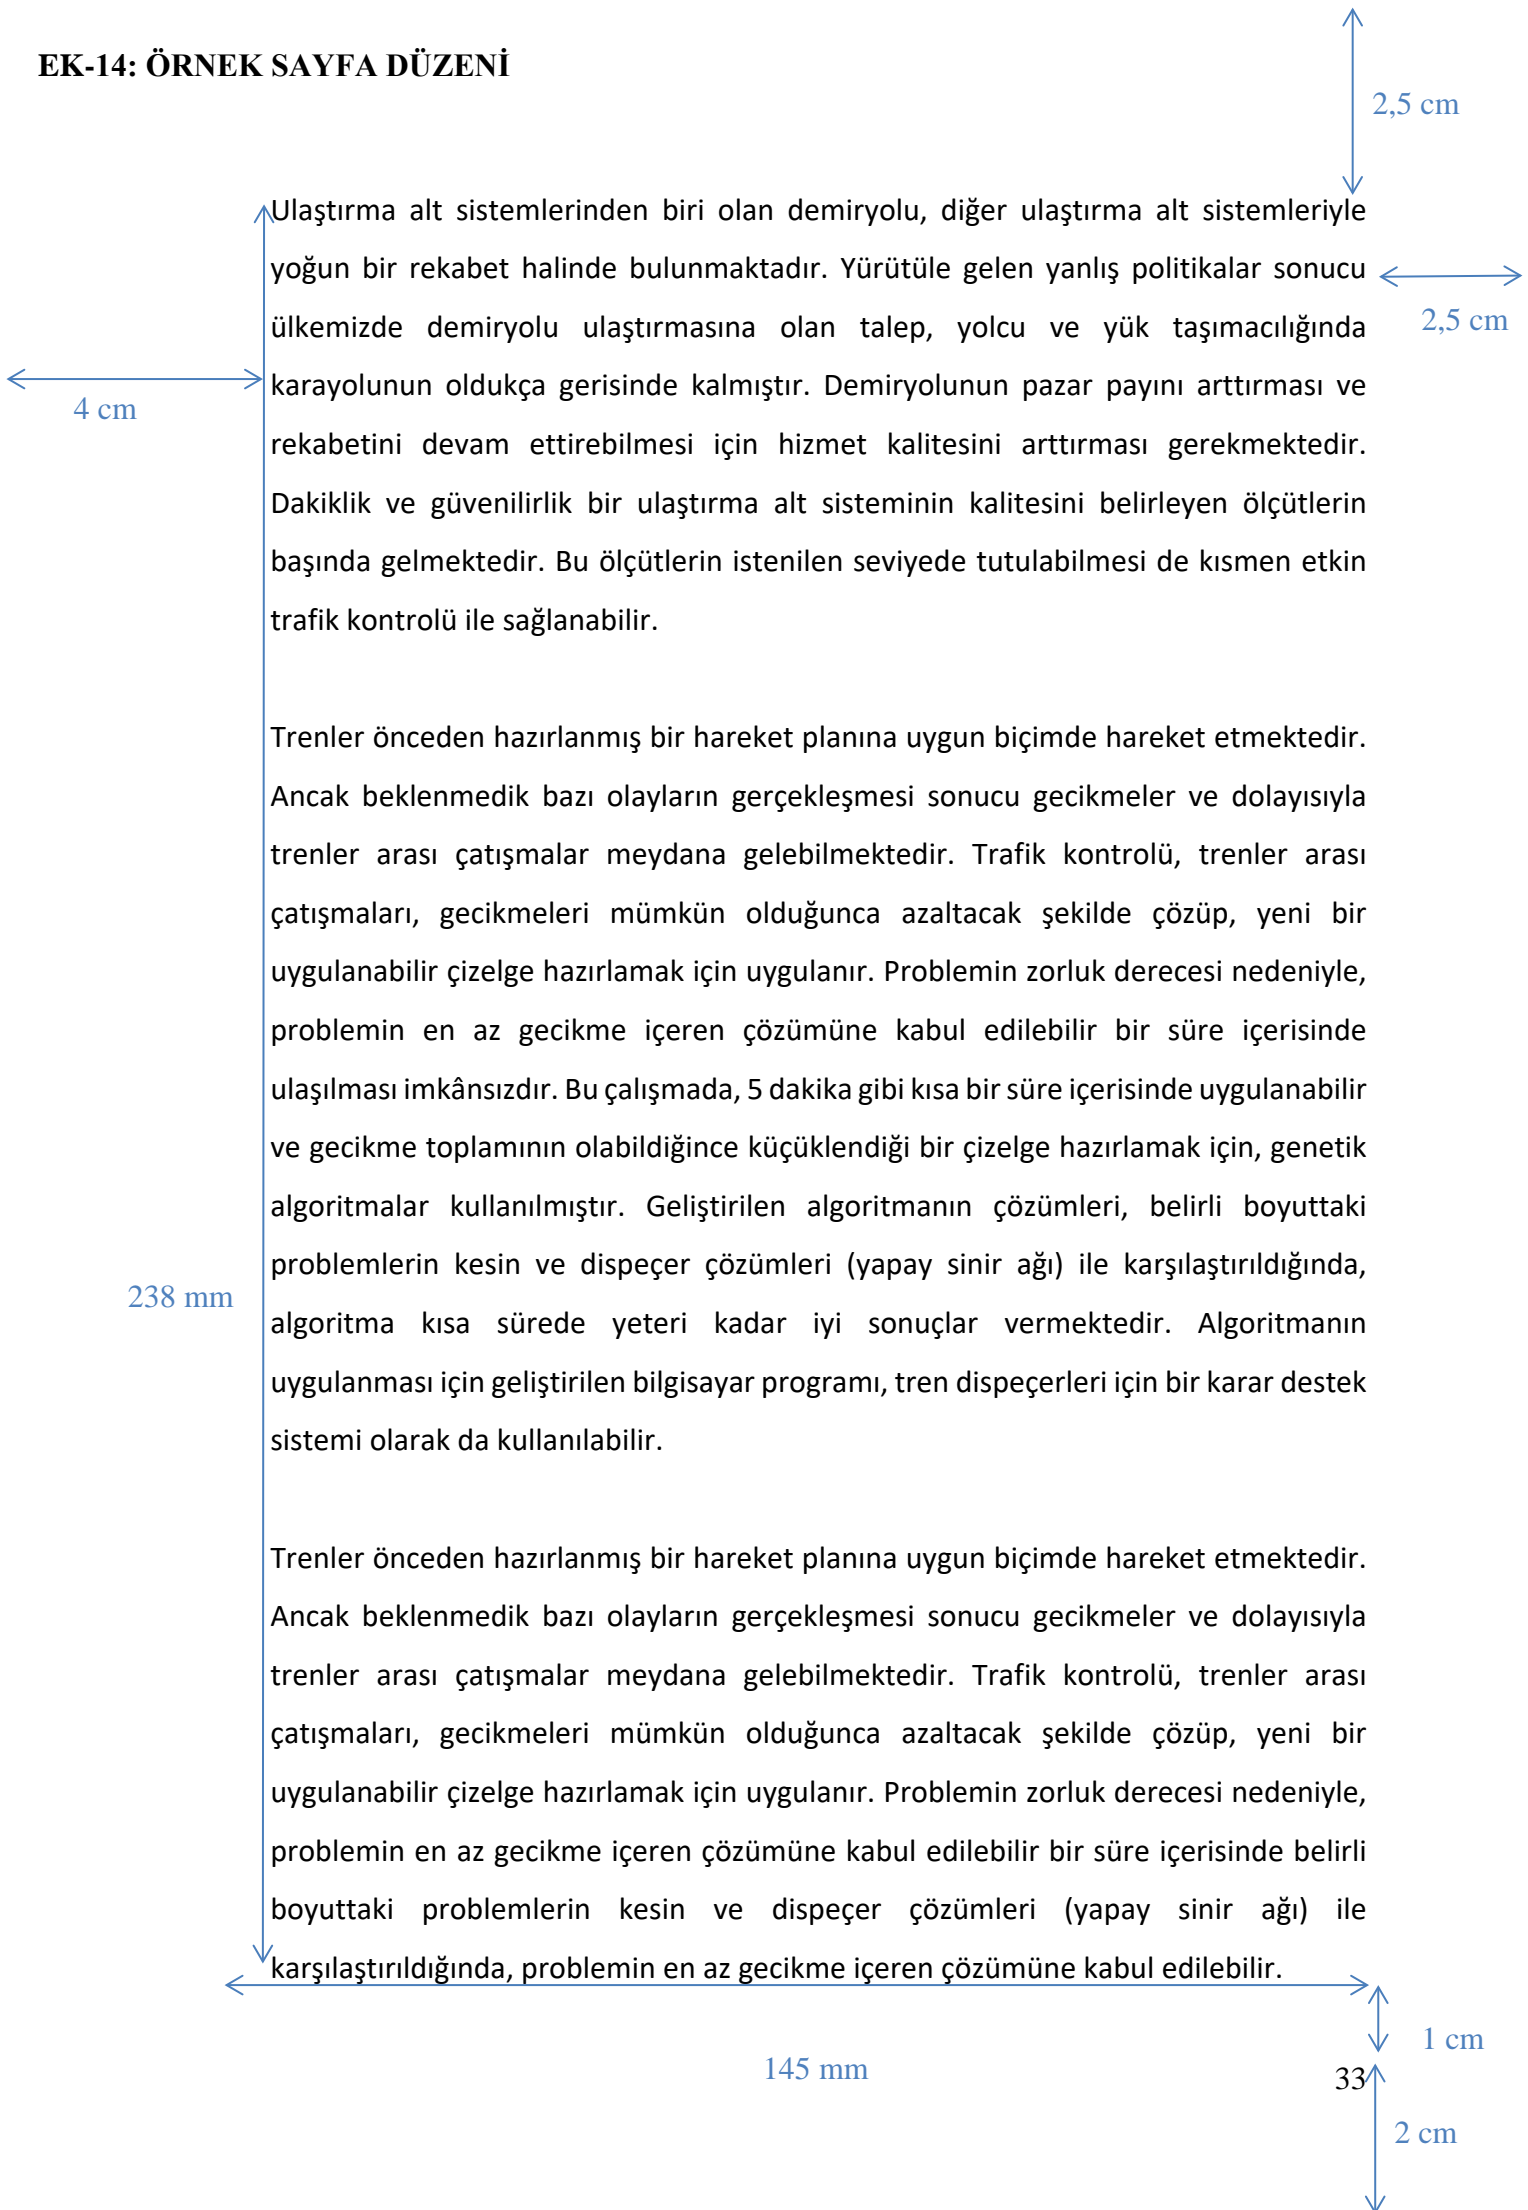 EK-14: ÖRNEK SAYFA DÜZENİ
2,5 cm
Ulaştırma alt sistemlerinden biri olan demiryolu, diğer ulaştırma alt sistemleriyle
yoğun bir rekabet halinde bulunmaktadır. Yürütüle gelen yanlış politikalar sonucu
2,5 cm
ülkemizde demiryolu ulaştırmasına olan talep, yolcu ve yük taşımacılığında
karayolunun oldukça gerisinde kalmıştır. Demiryolunun pazar payını arttırması ve
4 cm
rekabetini devam ettirebilmesi için hizmet kalitesini arttırması gerekmektedir.
Dakiklik ve güvenilirlik bir ulaştırma alt sisteminin kalitesini belirleyen ölçütlerin
başında gelmektedir. Bu ölçütlerin istenilen seviyede tutulabilmesi de kısmen etkin
trafik kontrolü ile sağlanabilir.
Trenler önceden hazırlanmış bir hareket planına uygun biçimde hareket etmektedir.
Ancak beklenmedik bazı olayların gerçekleşmesi sonucu gecikmeler ve dolayısıyla
trenler arası çatışmalar meydana gelebilmektedir. Trafik kontrolü, trenler arası
çatışmaları, gecikmeleri mümkün olduğunca azaltacak şekilde çözüp, yeni bir
uygulanabilir çizelge hazırlamak için uygulanır. Problemin zorluk derecesi nedeniyle,
problemin en az gecikme içeren çözümüne kabul edilebilir bir süre içerisinde
ulaşılması imkânsızdır. Bu çalışmada, 5 dakika gibi kısa bir süre içerisinde uygulanabilir
ve gecikme toplamının olabildiğince küçüklendiği bir çizelge hazırlamak için, genetik
algoritmalar kullanılmıştır. Geliştirilen algoritmanın çözümleri, belirli boyuttaki
problemlerin kesin ve dispeçer çözümleri (yapay sinir ağı) ile karşılaştırıldığında,
238 mm
algoritma kısa sürede yeteri kadar iyi sonuçlar vermektedir. Algoritmanın
uygulanması için geliştirilen bilgisayar programı, tren dispeçerleri için bir karar destek
sistemi olarak da kullanılabilir.
Trenler önceden hazırlanmış bir hareket planına uygun biçimde hareket etmektedir.
Ancak beklenmedik bazı olayların gerçekleşmesi sonucu gecikmeler ve dolayısıyla
trenler arası çatışmalar meydana gelebilmektedir. Trafik kontrolü, trenler arası
çatışmaları, gecikmeleri mümkün olduğunca azaltacak şekilde çözüp, yeni bir
uygulanabilir çizelge hazırlamak için uygulanır. Problemin zorluk derecesi nedeniyle,
problemin en az gecikme içeren çözümüne kabul edilebilir bir süre içerisinde belirli
boyuttaki problemlerin kesin ve dispeçer çözümleri (yapay sinir ağı) ile
karşılaştırıldığında, problemin en az gecikme içeren çözümüne kabul edilebilir.
1 cm
145 mm
33
2 cm